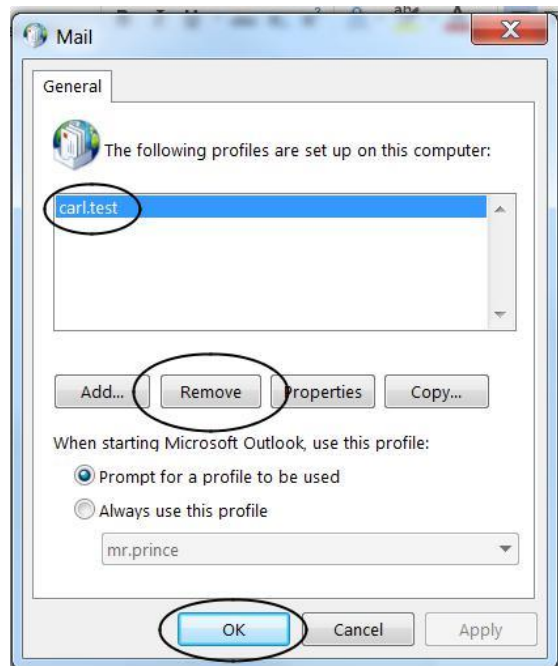 Mail
General
The following profiles are set up on this computer:
carl.test
Add... Remove Properties Copy...
When starting Microsoft Outlook, use this profile:
Prompt for a profile to be used
Always use this profile
mr.prince
OK Cancel Apply